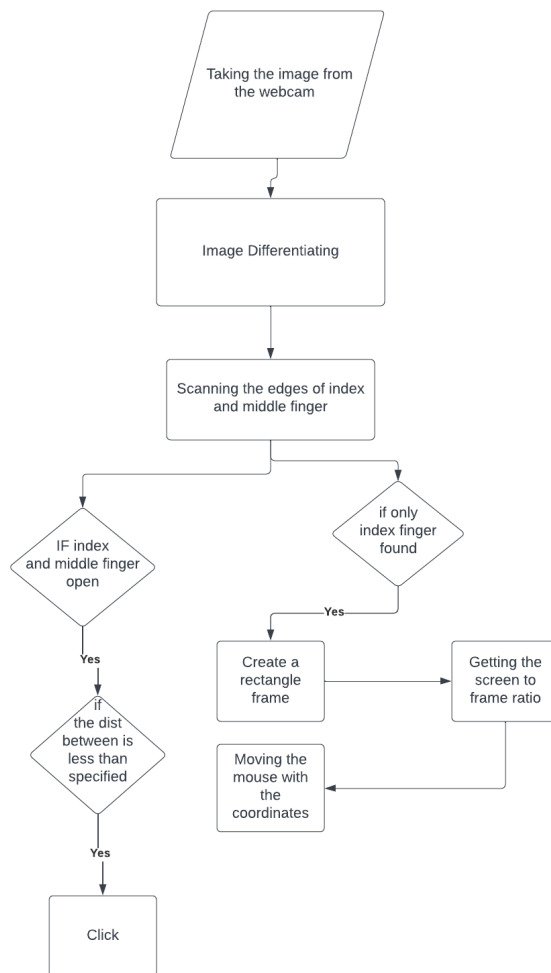 Taking the image from
the webcam
Image Differentiating
Scanning the edges of index
and middle finger
IF index
and middle finger
open
if only
index finger
found
Yes
Yes
Create a
rectangle
frame
Getting the
screen to
frame ratio
if
the dist
between is
less than
specified
Moving the
mouse with
the
coordinates
Yes
Click